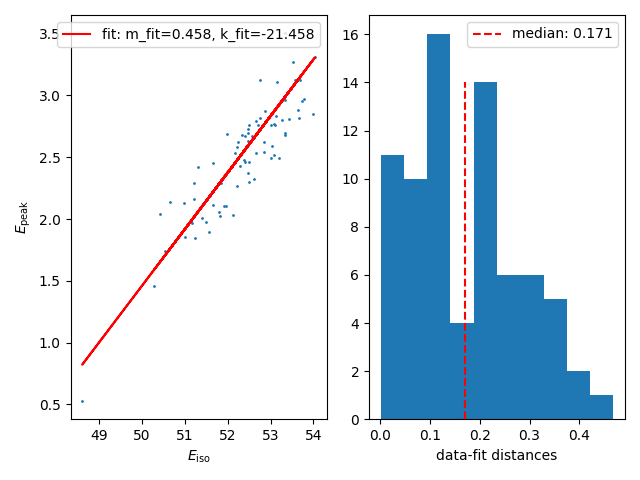 fit: m_fit=0.458, k_fit=-21.458
3.5
3.0
2.5
2.0
1.5
1.0
0.5
E_peak
49 50 51 52 53 54
E_iso
median: 0.171
16
14
12
10
8
6
4
2
0
0.0 0.1 0.2 0.3 0.4
data-fit distances